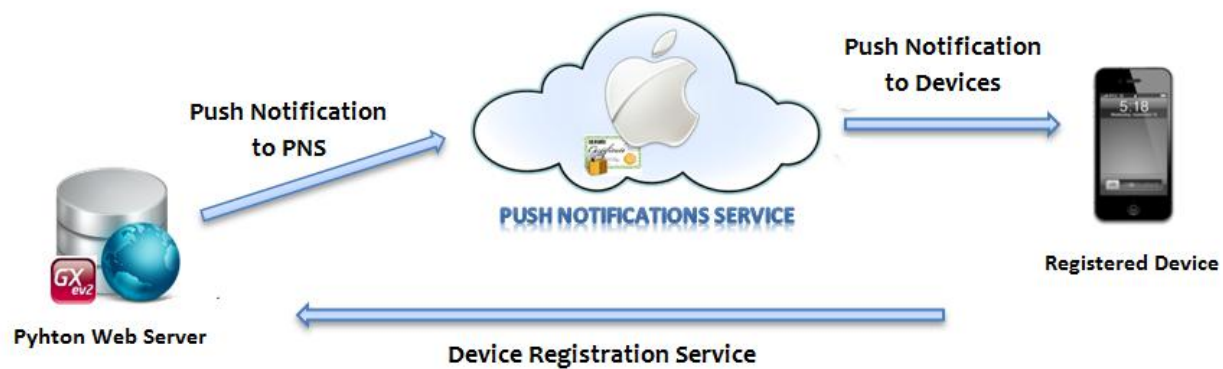 Push Notification
to PNS
Push Notification
to Devices
5:18
PUSH NOTIFICATIONS SERVICE
GX
ev2
Registered Device
Pyhton Web Server
Device Registration Service